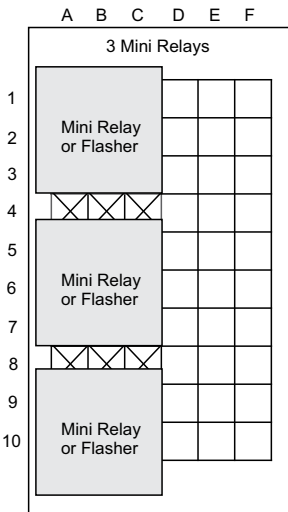 A B C D E F
3 Mini Relays
1
Mini Relay
or Flasher
2
3
4
5
Mini Relay
or Flasher
6
7
8
9
Mini Relay
or Flasher
10